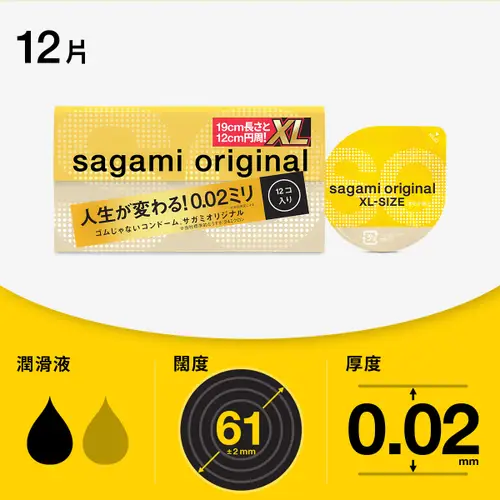 12片
19cm長さと
12cm円周!
XL
sagami original
人生が変わる!0.02ミリ
ゴムじゃないコンドーム、サガミオリジナル
12コ
入り
sagami original
XL-SIZE
潤滑液
闊度
厚度
61
±2mm
0.02
mm